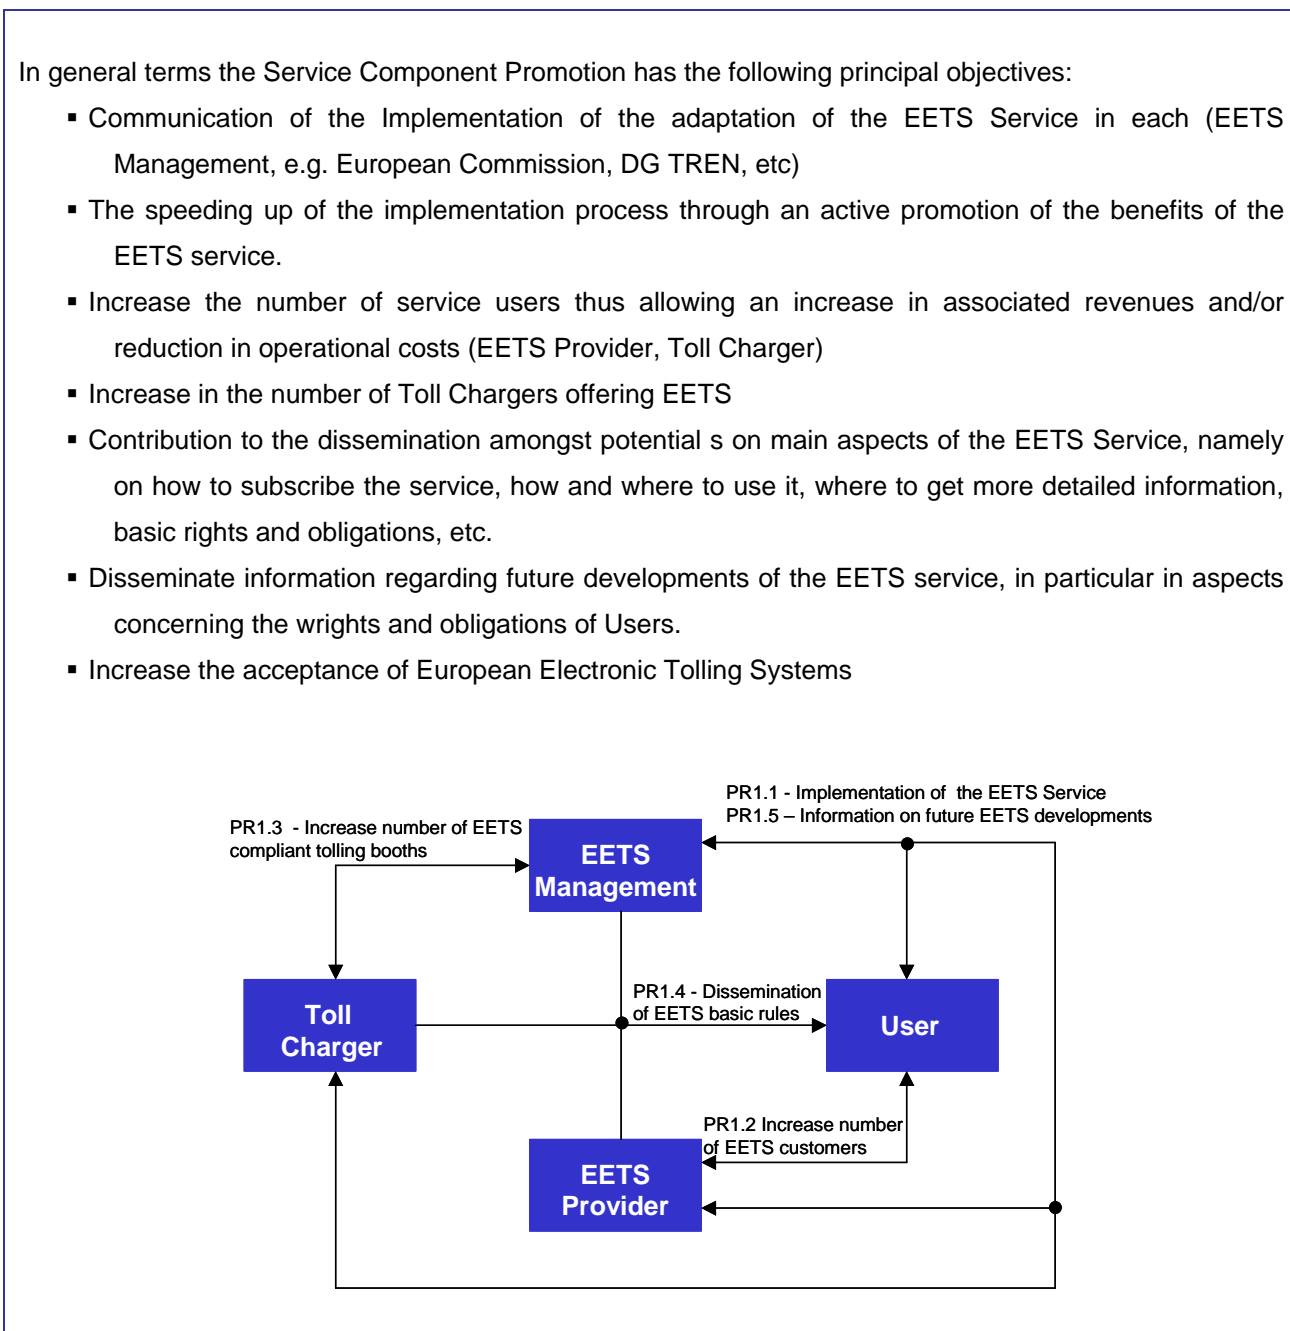 In general terms the Service Component Promotion has the following principal objectives:
▪ Communication of the Implementation of the adaptation of the EETS Service in each (EETS
Management, e.g. European Commission, DG TREN, etc)
▪ The speeding up of the implementation process through an active promotion of the benefits of the
EETS service.
▪ Increase the number of service users thus allowing an increase in associated revenues and/or
reduction in operational costs (EETS Provider, Toll Charger)
▪ Increase in the number of Toll Chargers offering EETS
▪ Contribution to the dissemination amongst potential s on main aspects of the EETS Service, namely
on how to subscribe the service, how and where to use it, where to get more detailed information,
basic rights and obligations, etc.
▪ Disseminate information regarding future developments of the EETS service, in particular in aspects
concerning the wrights and obligations of Users.
▪ Increase the acceptance of European Electronic Tolling Systems
PR1.1 - Implementation of the EETS Service
PR1.5 – Information on future EETS developments
PR1.3 - Increase number of EETS
compliant tolling booths
EETS
Management
PR1.4 - Dissemination
of EETS basic rules
Toll
Charger
User
PR1.2 Increase number
of EETS customers
EETS
Provider